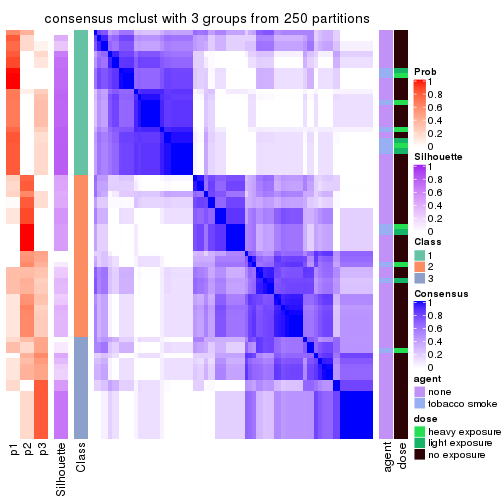 consensus mclust with 3 groups from 250 partitions
Prob
1
0.8
0.6
0.4
0.2
0
Silhouette
1
0.8
0.6
0.4
0.2
0
Class
1
2
3
Consensus
1
0.8
0.6
0.4
0.2
0
agent
none
tobacco smoke
dose
heavy exposure
light exposure
no exposure
p1
p2
p3
Silhouette
Class
agent
dose